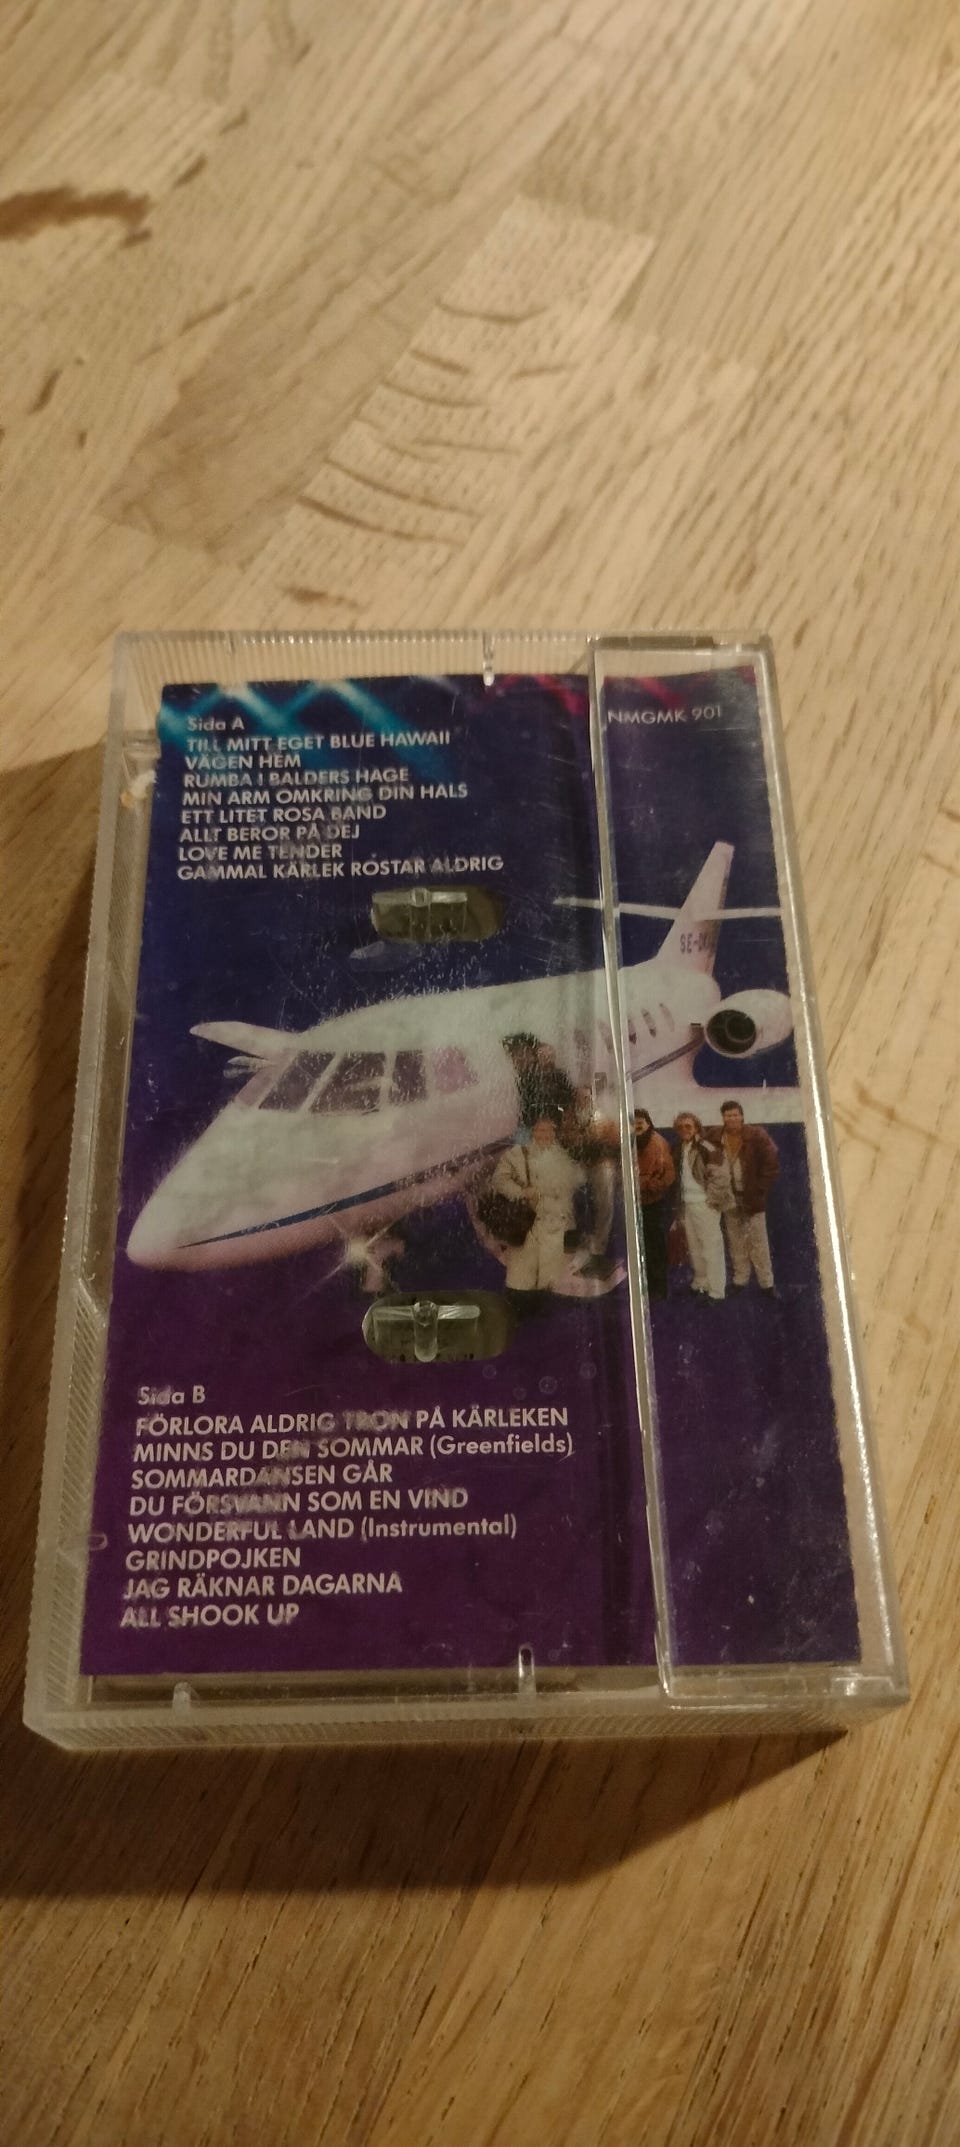 Sida A
TILL MITT EGET BLUE HAWAII
VÄGEN HEM
RUMBA I BALDERS HAGE
MIN ARM OMKRING DIN HALS
ETT LITET ROSA BAND
ALLT BEROR PÅ DEJ
LOVE ME TENDER
GAMMAL KÄRLEK ROSTAR ALDRIG
NMGMK 901
Sida B
FÖRLORA ALDRIG TRON PÅ KÄRLEKEN
MINNS DU DEN SOMMAR (Greenfields)
SOMMARDANSEN GÅR
DU FÖRSVANN SOM EN VIND
WONDERFUL LAND (Instrumental)
GRINDPOJKEN
JAG RÄKNAR DAGARNA
ALL SHOOK UP